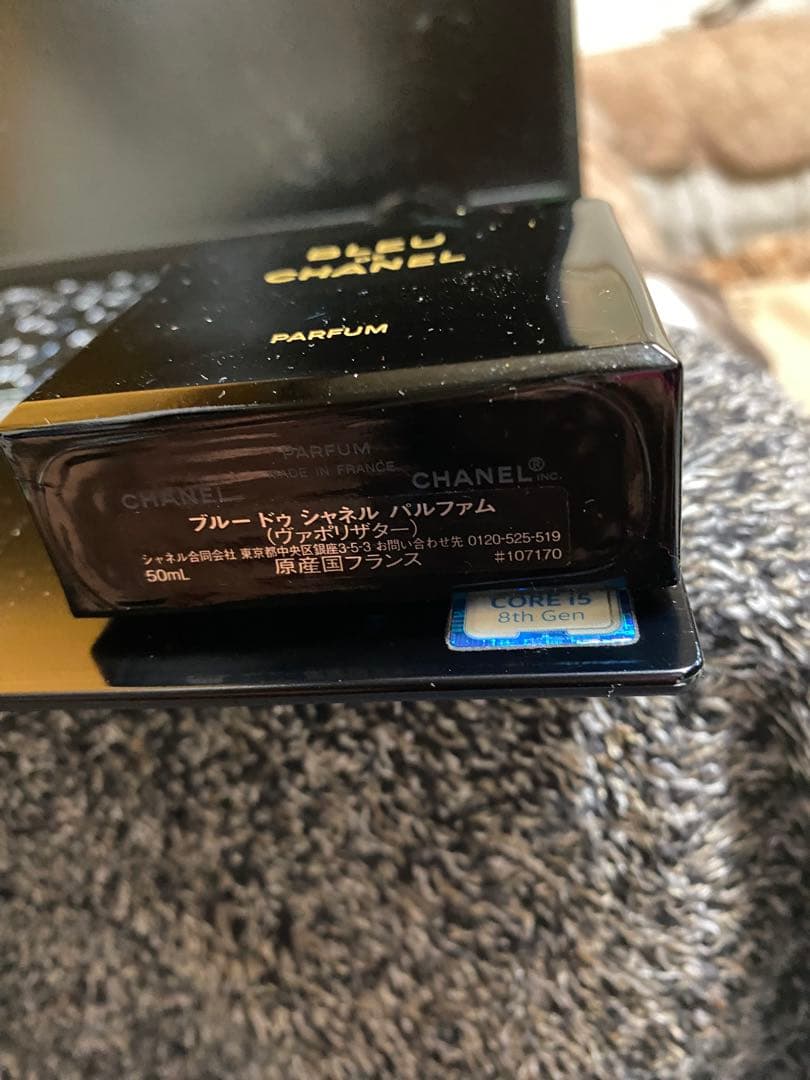 BLEU
DE
CHANEL
PARFUM
PARFUM
MADE IN FRANCE
CHANEL
CHANEL® INC.
ブルー ドゥ シャネル パルファム
(ヴァポリザター)
シャネル合同会社 東京都中央区銀座3-5-3 お問い合わせ先 0120-525-519
50mL 原産国フランス #107170
CORE i5
8th Gen